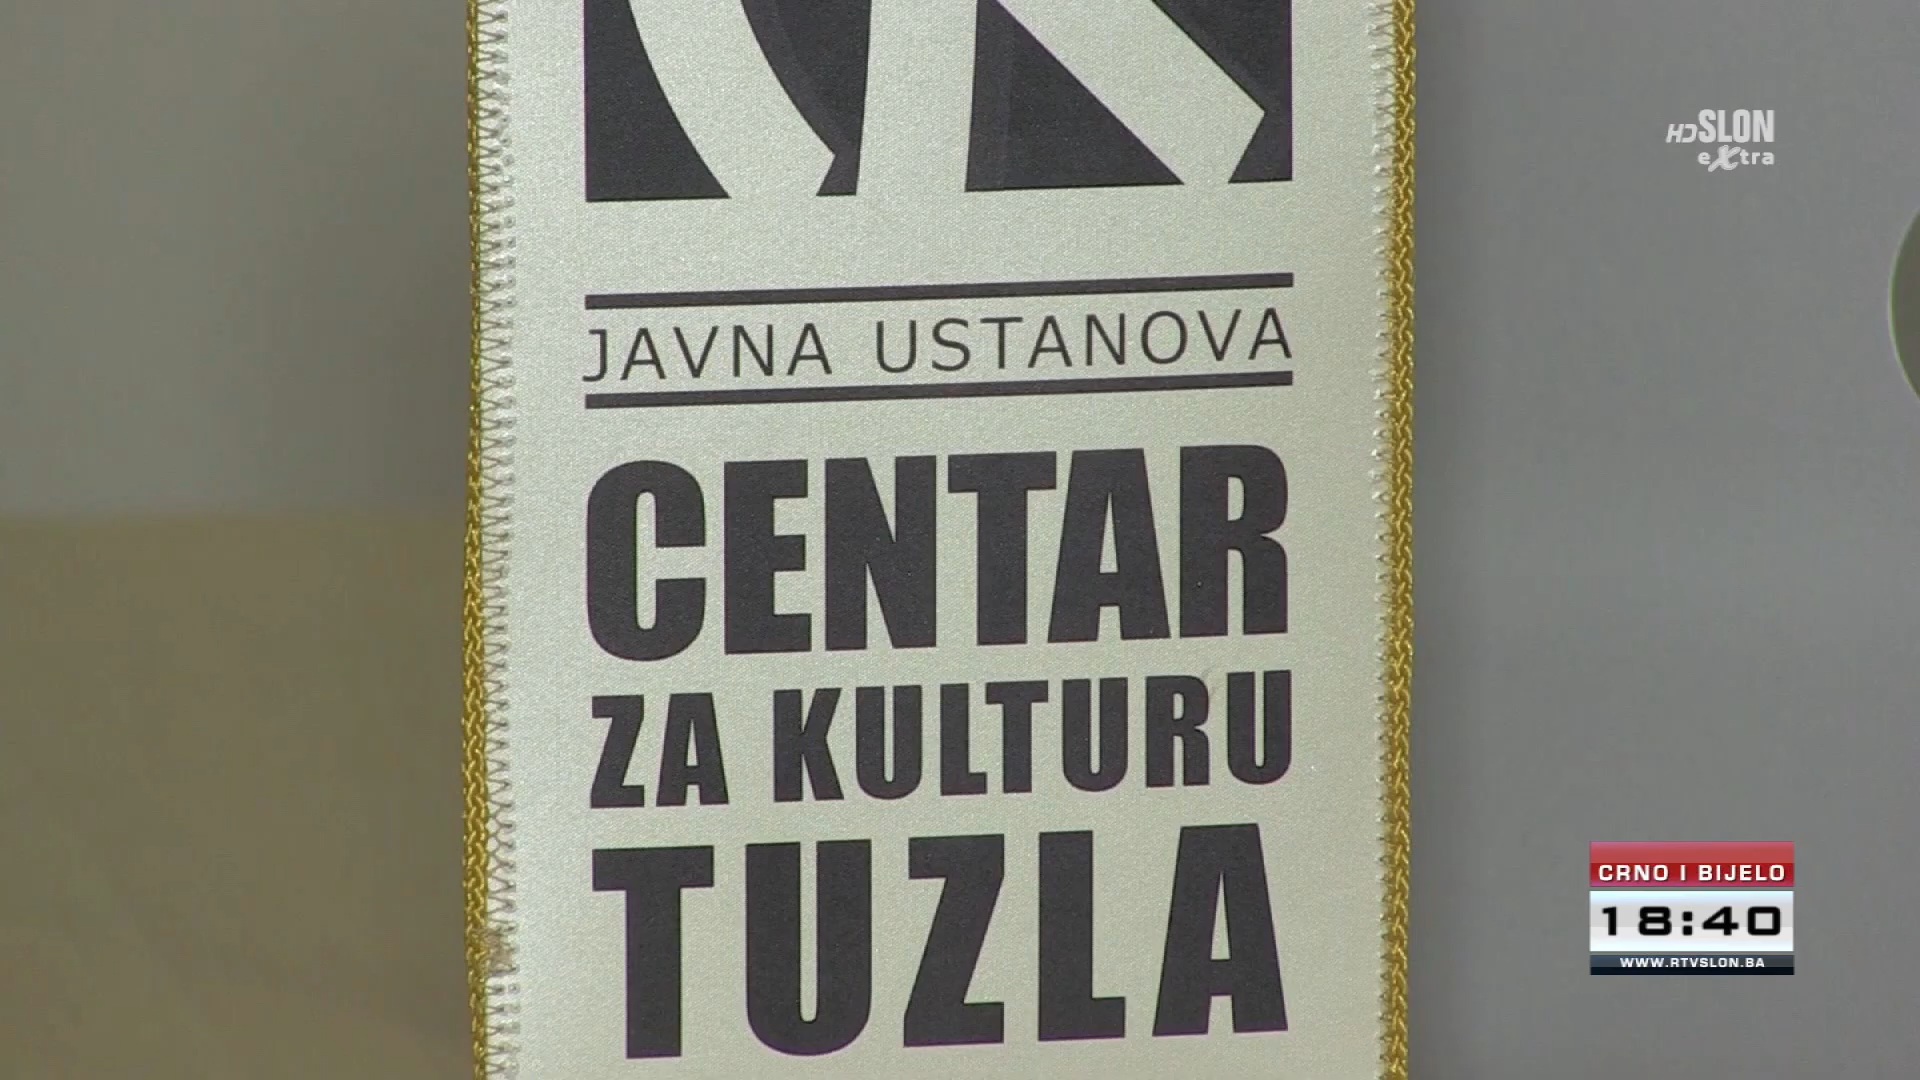 JAVNA USTANOVA
CENTAR
ZA KULTURU
TUZLA
HD SLON
eXtra
CRNO I BIJELO
18:40
WWW.RTVSLON.BA